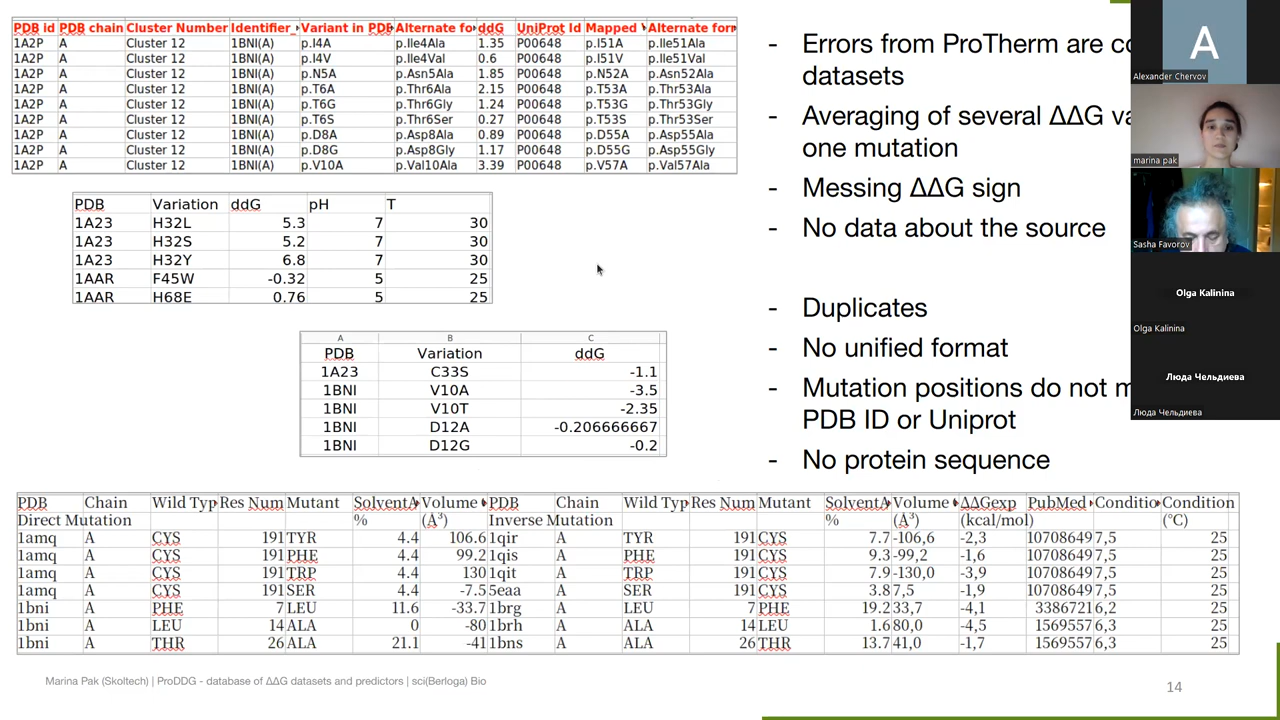 PDB id PDB chain Cluster Number Identifier_ Variant in PDB Alternate fo ddG UniProt Id Mapped Alternate forr
1A2P A Cluster 12 1BNI(A) p.I4A p.Ile4Ala 1.35 P00648 p.I51A p.Ile51Ala
1A2P A Cluster 12 1BNI(A) p.I4V p.Ile4Val 0.6 P00648 p.I51V p.Ile51Val
1A2P A Cluster 12 1BNI(A) p.N5A p.Asn5Ala 1.85 P00648 p.N52A p.Asn52Ala
1A2P A Cluster 12 1BNI(A) p.T6A p.Thr6Ala 2.15 P00648 p.T53A p.Thr53Ala
1A2P A Cluster 12 1BNI(A) p.T6G p.Thr6Gly 1.24 P00648 p.T53G p.Thr53Gly
1A2P A Cluster 12 1BNI(A) p.T6S p.Thr6Ser 0.27 P00648 p.T53S p.Thr53Ser
1A2P A Cluster 12 1BNI(A) p.D8A p.Asp8Ala 0.89 P00648 p.D55A p.Asp55Ala
1A2P A Cluster 12 1BNI(A) p.D8G p.Asp8Gly 1.17 P00648 p.D55G p.Asp55Gly
1A2P A Cluster 12 1BNI(A) p.V10A p.Val10Ala 3.39 P00648 p.V57A p.Val57Ala
PDB Variation ddG pH T
1A23 H32L 5.3 7 30
1A23 H32S 5.2 7 30
1A23 H32Y 6.8 7 30
1AAR F45W -0.32 5 25
1AAR H68E 0.76 5 25
A B C
PDB Variation ddG
1A23 C33S -1.1
1BNI V10A -3.5
1BNI V10T -2.35
1BNI D12A -0.206666667
1BNI D12G -0.2
- Errors from ProTherm are co
datasets
- Averaging of several ΔΔG va
one mutation
- Messing ΔΔG sign
- No data about the source
- Duplicates
- No unified format
- Mutation positions do not m
PDB ID or Uniprot
- No protein sequence
A
Alexander Chervov
marina pak
Sasha Favorov
Olga Kalinina
Olga Kalinina
Люда Чельдиева
Люда Чельдиева
PDB Chain Wild Typ Res Num Mutant SolventA Volume PDB Chain Wild Typ Res Num Mutant SolventA Volume ΔΔGexp PubMed Conditio Condition
Direct Mutation % (Å³) Inverse Mutation % (Å³) (kcal/mol) (°C)
1amq A CYS 191 TYR 4.4 106.6 1qir A TYR 191 CYS 7.7 -106,6 -2,3 10708649 7,5 25
1amq A CYS 191 PHE 4.4 99.2 1qis A PHE 191 CYS 9.3 -99,2 -1,6 10708649 7,5 25
1amq A CYS 191 TRP 4.4 130 1qit A TRP 191 CYS 7.9 -130,0 -3,9 10708649 7,5 25
1amq A CYS 191 SER 4.4 -7.5 5eaa A SER 191 CYS 3.8 7,5 -1,9 10708649 7,5 25
1bni A PHE 7 LEU 11.6 -33.7 1brg A LEU 7 PHE 19.2 33,7 -4,1 3386721 6,2 25
1bni A LEU 14 ALA 0 -80 1brh A ALA 14 LEU 1.6 80,0 -4,5 1569557 6,3 25
1bni A THR 26 ALA 21.1 -41 1bns A ALA 26 THR 13.7 41,0 -1,7 1569557 6,3 25
Marina Pak (Skoltech) | ProDDG - database of ΔΔG datasets and predictors | sci(Berloga) Bio
14